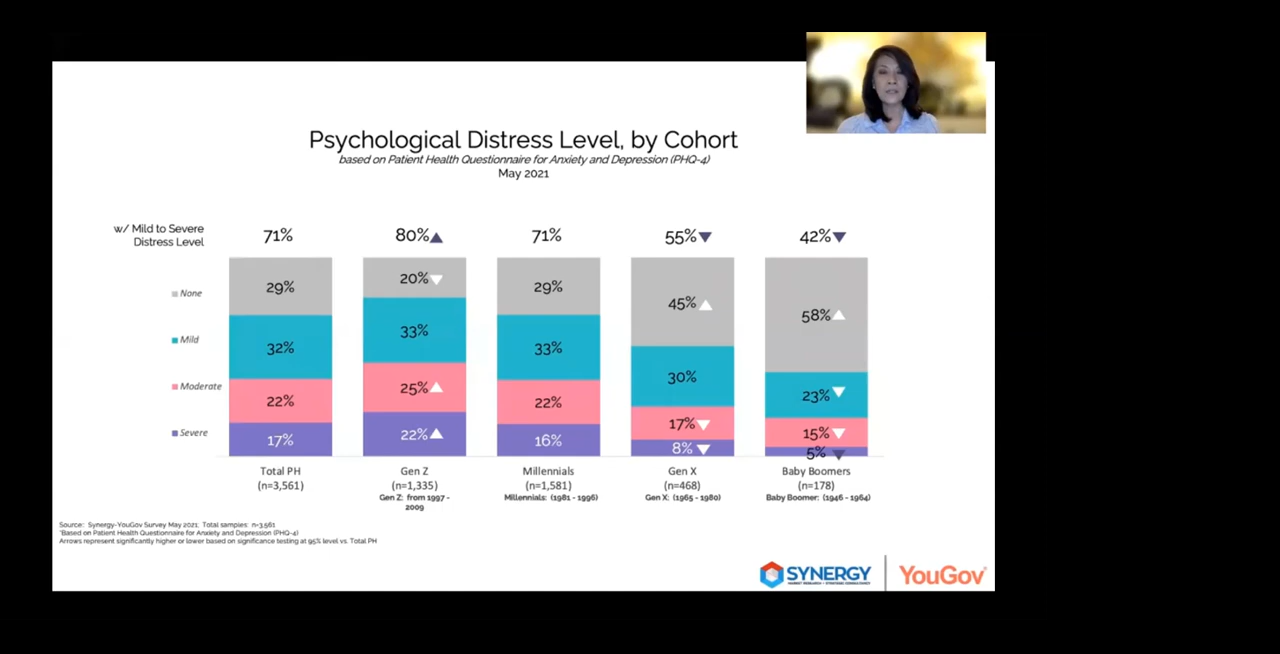 Psychological Distress Level, by Cohort
based on Patient Health Questionnaire for Anxiety and Depression (PHQ-4)
May 2021
w/ Mild to Severe
Distress Level
71%
80%
71%
55%
42%
None
Mild
Moderate
Severe
29%
32%
22%
17%
20%
33%
25%
22%
29%
33%
22%
16%
45%
30%
17%
8%
58%
23%
15%
5%
Total PH
(n=3,561)
Gen Z
(n=1,335)
Gen Z: from 1997 -
2009
Millennials
(n=1,581)
Millennials: (1981 - 1996)
Gen X
(n=468)
Gen X: (1965 - 1980)
Baby Boomers
(n=178)
Baby Boomer: (1946 - 1964)
Source: Synergy-YouGov Survey May 2021; Total samples: n=3,561
*Based on Patient Health Questionnaire for Anxiety and Depression (PHQ-4)
Arrows represent significantly higher or lower based on significance testing at 95% level vs. Total PH
SYNERGY
MARKET RESEARCH + STRATEGIC CONSULTANCY
YouGov